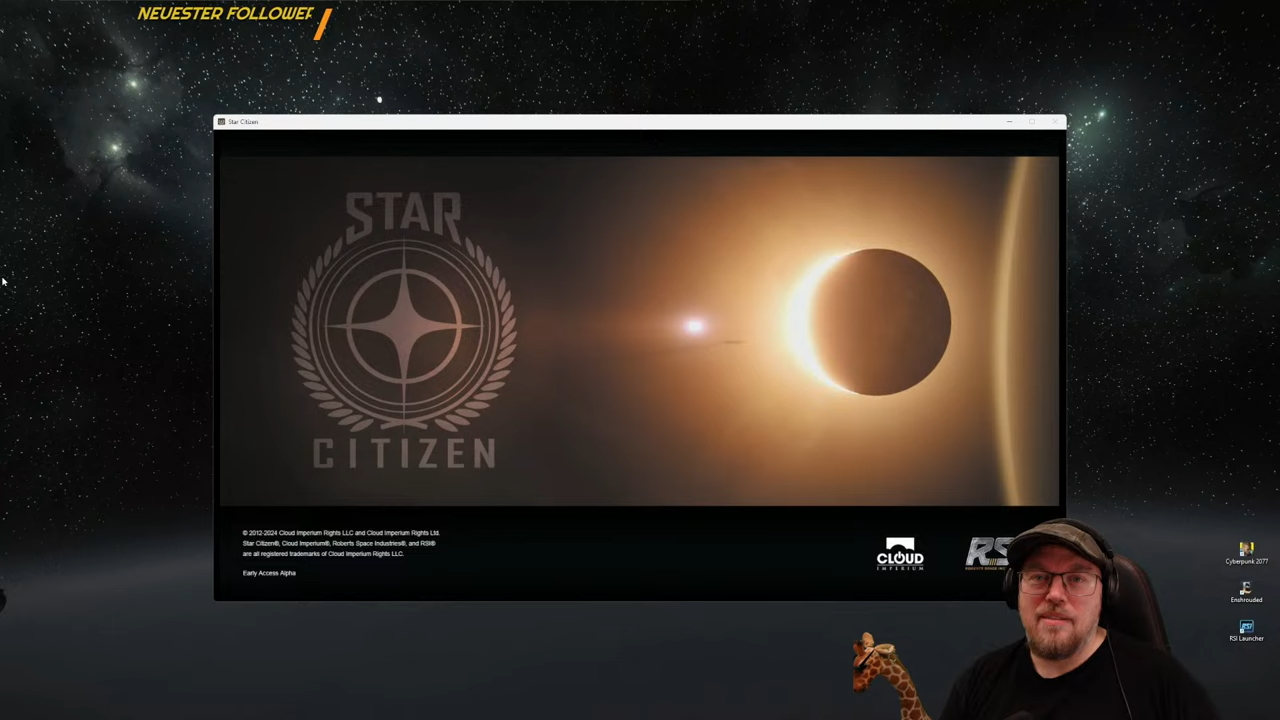 NEUESTER FOLLOWER
Star Citizen
STAR
CITIZEN
© 2012-2024 Cloud Imperium Rights LLC and Cloud Imperium Rights Ltd.
Star Citizen®, Cloud Imperium®, Roberts Space Industries®, and RSI®
are all registered trademarks of Cloud Imperium Rights LLC.
Early Access Alpha
CLOUD
IMPERIUM
RS
Cyberpunk 2077
Enshrouded
RSI Launcher